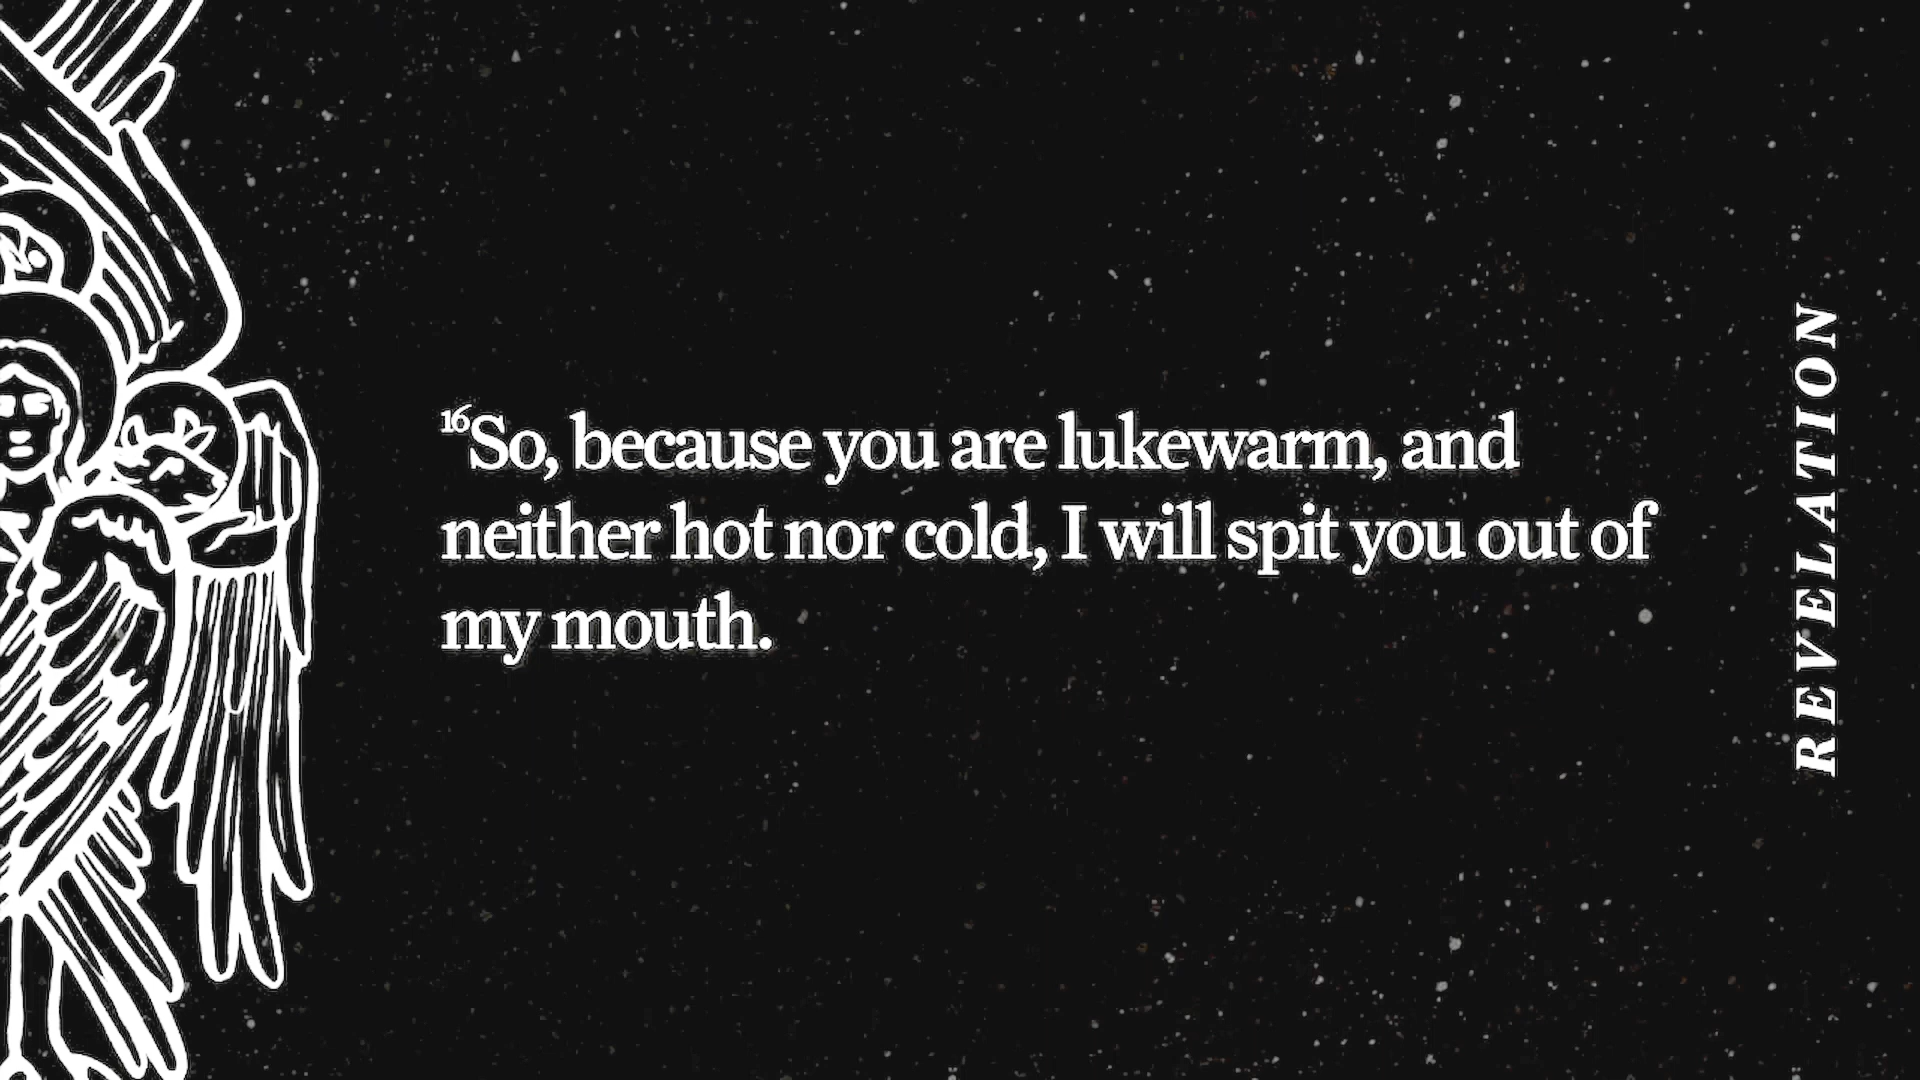 ¹⁶So, because you are lukewarm, and
neither hot nor cold, I will spit you out of
my mouth.
REVELATION